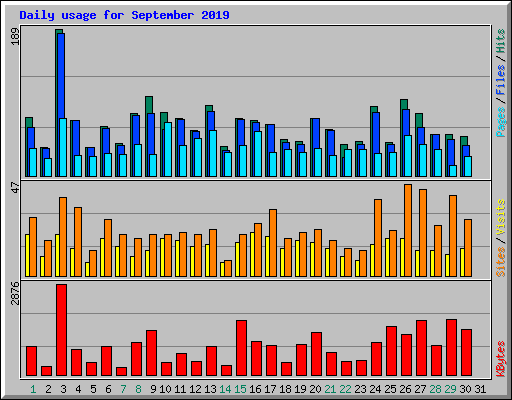 Daily usage for September 2019
189
Pages / Files / Hits
47
Sites / Visits
2876
KBytes
1 2 3 4 5 6 7 8 9 10 11 12 13 14 15 16 17 18 19 20 21 22 23 24 25 26 27 28 29 30 31